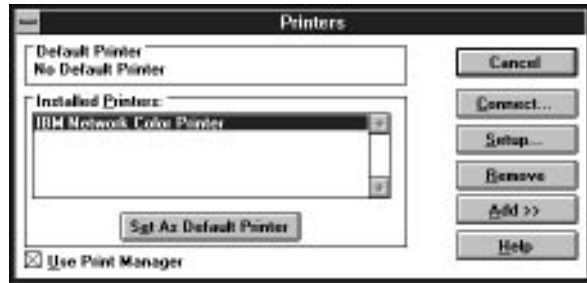 Printers
Default Printer
No Default Printer
Installed Printers:
IBM Network Color Printer
Set As Default Printer
Use Print Manager
Cancel
Connect...
Setup...
Remove
Add >>
Help